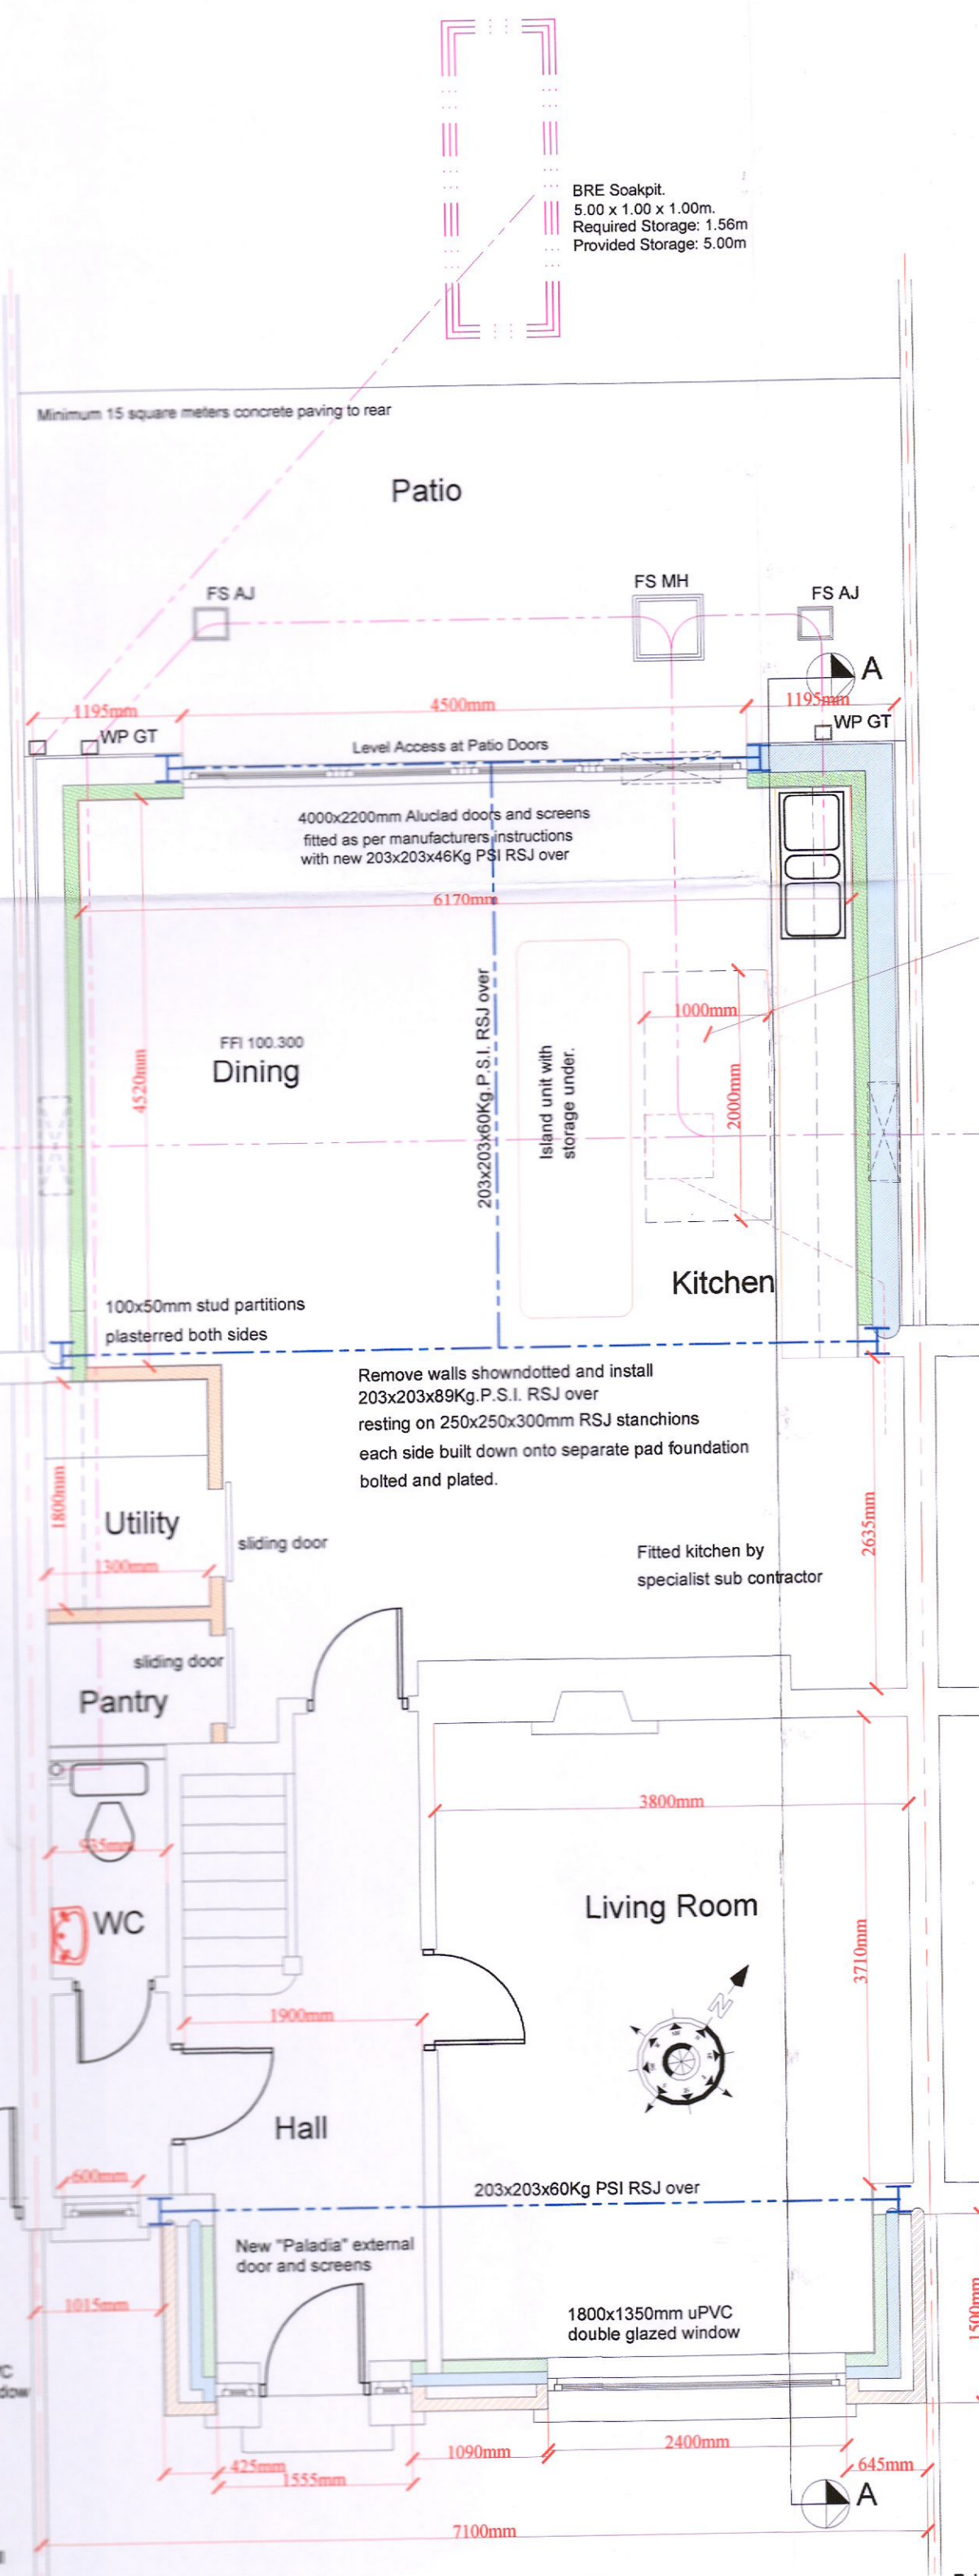 BRE Soakpit.
5.00 x 1.00 x 1.00m.
Required Storage: 1.56m
Provided Storage: 5.00m
Minimum 15 square meters concrete paving to rear
Patio
FS AJ
FS MH
FS AJ
A
1195mm
4500mm
1195mm
WP GT
WP GT
Level Access at Patio Doors
4000x2200mm Aluclad doors and screens
fitted as per manufacturers instructions
with new 203x203x46Kg PSI RSJ over
6170mm
203x203x60Kg.P.S.I. RSJ over
1000mm
2000mm
Island unit with
storage under.
FFl 100.300
Dining
4520mm
Kitchen
100x50mm stud partitions
plasterred both sides
Remove walls showndotted and install
203x203x89Kg.P.S.I. RSJ over
resting on 250x250x300mm RSJ stanchions
each side built down onto separate pad foundation
bolted and plated.
1800mm
Utility
sliding door
1300mm
2635mm
Fitted kitchen by
specialist sub contractor
sliding door
Pantry
3800mm
935mm
WC
Living Room
3710mm
N
1900mm
Hall
600mm
203x203x60Kg PSI RSJ over
New "Paladia" external
door and screens
1015mm
1500mm
1800x1350mm uPVC
double glazed window
dow
425mm
1555mm
1090mm
2400mm
645mm
A
7100mm